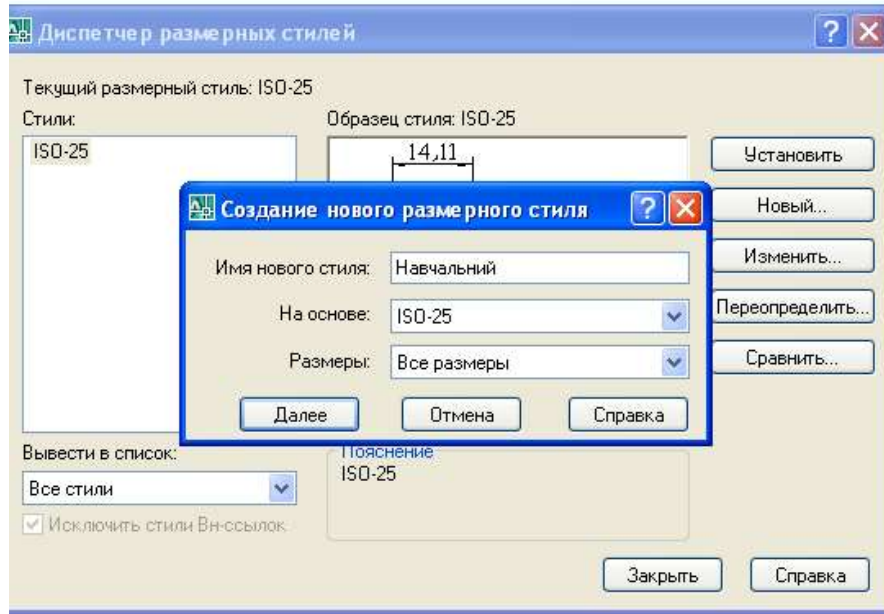 Диспетчер размерных стилей
Текущий размерный стиль: ISO-25
Стили:
Образец стиля: ISO-25
ISO-25
14,11
Установить
Новый...
Изменить...
Переопределить...
Сравнить...
Создание нового размерного стиля
Имя нового стиля: Навчальний
На основе: ISO-25
Размеры: Все размеры
Далее
Отмена
Справка
Вывести в список:
Все стили
Исключить стили Вн-ссылок
Пояснение
ISO-25
Закрыть
Справка